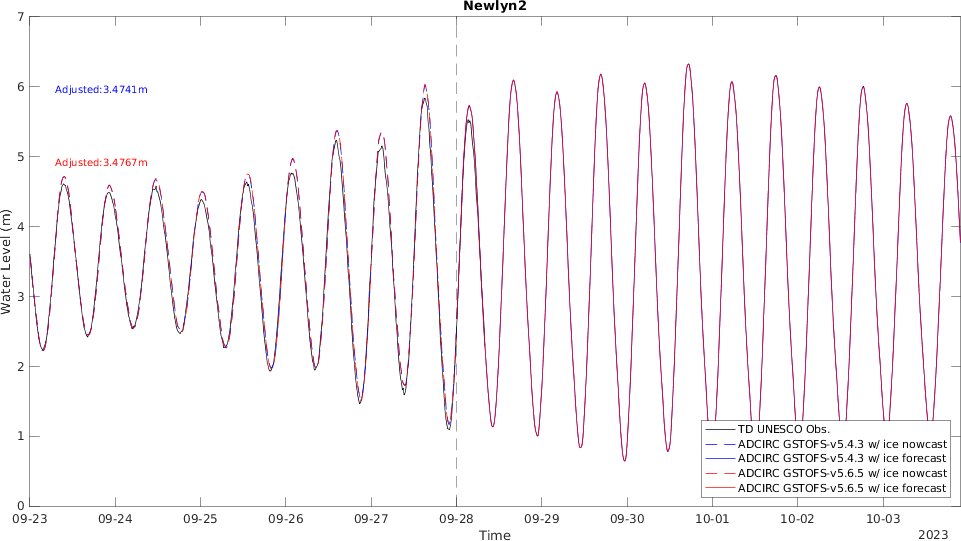 Newlyn2
7
6
5
4
3
2
1
0
Water Level (m)
Adjusted:3.4741m
Adjusted:3.4767m
TD UNESCO Obs.
ADCIRC GSTOFS-v5.4.3 w/ ice nowcast
ADCIRC GSTOFS-v5.4.3 w/ ice forecast
ADCIRC GSTOFS-v5.6.5 w/ ice nowcast
ADCIRC GSTOFS-v5.6.5 w/ ice forecast
09-23 09-24 09-25 09-26 09-27 09-28 09-29 09-30 10-01 10-02 10-03
Time
2023